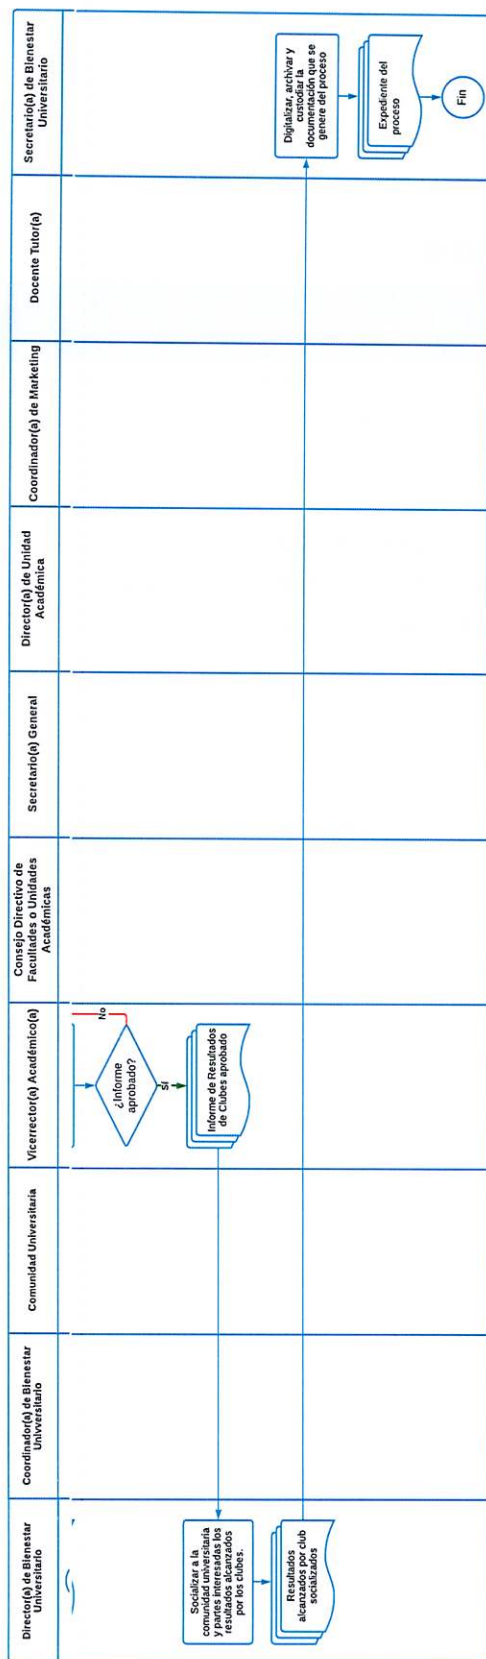 Director(a) de Bienestar
Universitario
Coordinador(a) de Bienestar
Univversitario
Comunidad Universitaria
Vicerrector(a) Académico(a)
Consejo Directivo de
Facultades o Unidades
Académicas
Secretario(a) General
Director(a) de Unidad
Académica
Coordinador(a) de Marketing
Docente Tutor(a)
Secretario(a) de Bienestar
Universitario
¿Informe
aprobado?
No
SÍ
Informe de Resultados
de Clubes aprobado
Socializar a la
comunidad universitaria
y partes interesadas los
resultados alcanzados
por los clubes.
Resultados
alcanzados por club
socializados
Digitalizar, archivar y
custodiar la
documentación que se
genere del proceso
Expediente del
proceso
Fin